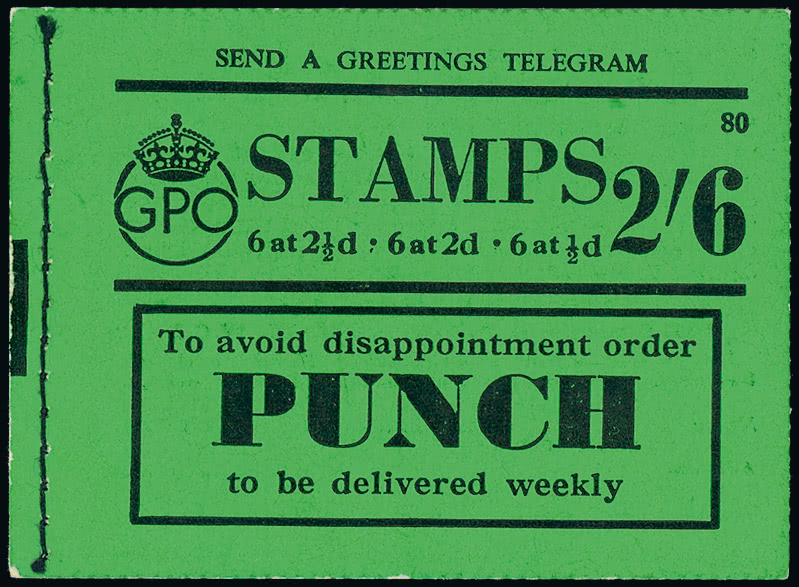 SEND A GREETINGS TELEGRAM
80
GPO
STAMPS 2/6
6 at 2½d · 6 at 2d · 6 at ½d
To avoid disappointment order
PUNCH
to be delivered weekly